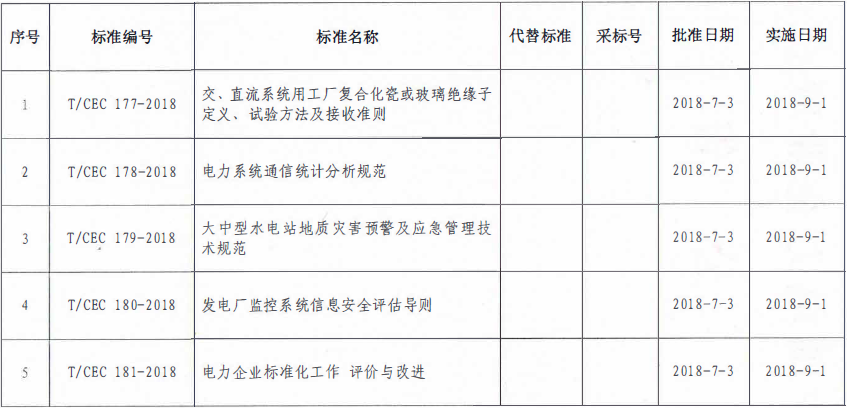 序号 标准编号 标准名称 代替标准 采标号 批准日期 实施日期
1 T/CEC 177-2018 交、直流系统用工厂复合化瓷或玻璃绝缘子 2018-7-3 2018-9-1
定义、试验方法及接收准则
2 T/CEC 178-2018 电力系统通信统计分析规范 2018-7-3 2018-9-1
3 T/CEC 179-2018 大中型水电站地质灾害预警及应急管理技 2018-7-3 2018-9-1
术规范
4 T/CEC 180-2018 发电厂监控系统信息安全评估导则 2018-7-3 2018-9-1
5 T/CEC 181-2018 电力企业标准化工作 评价与改进 2018-7-3 2018-9-1